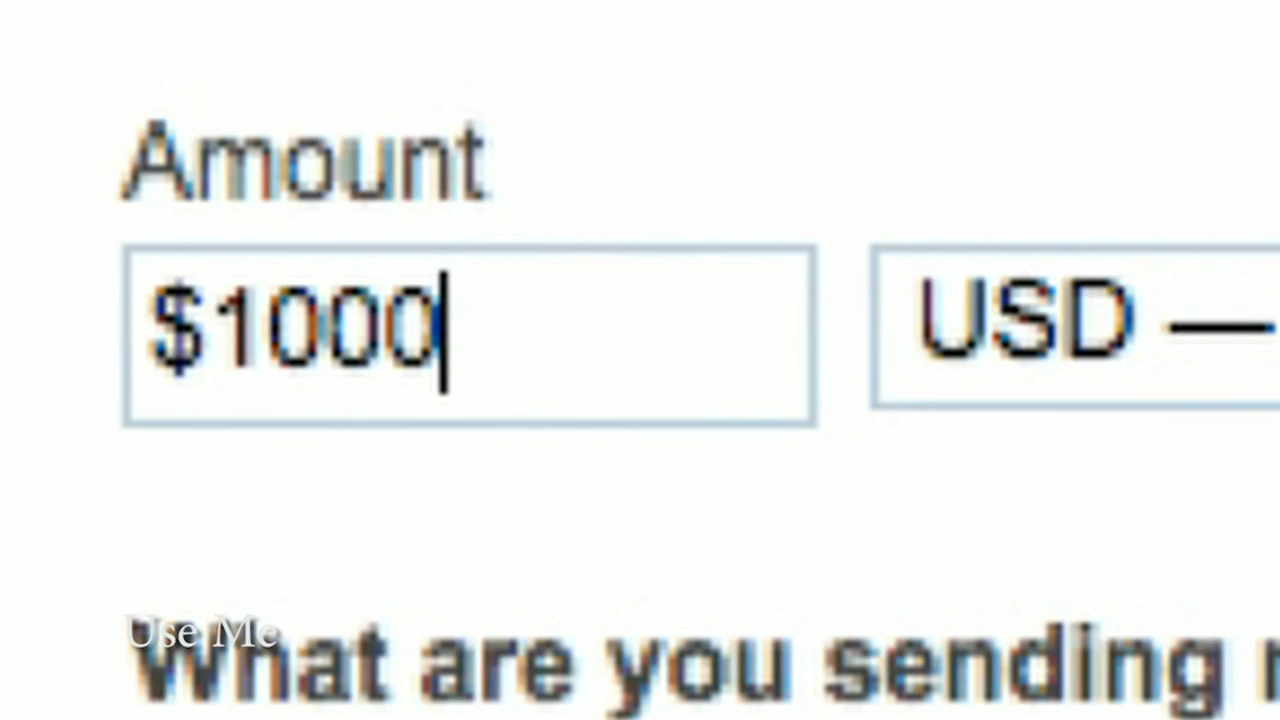 Amount
$1000
USD —
Use Me
What are you sending